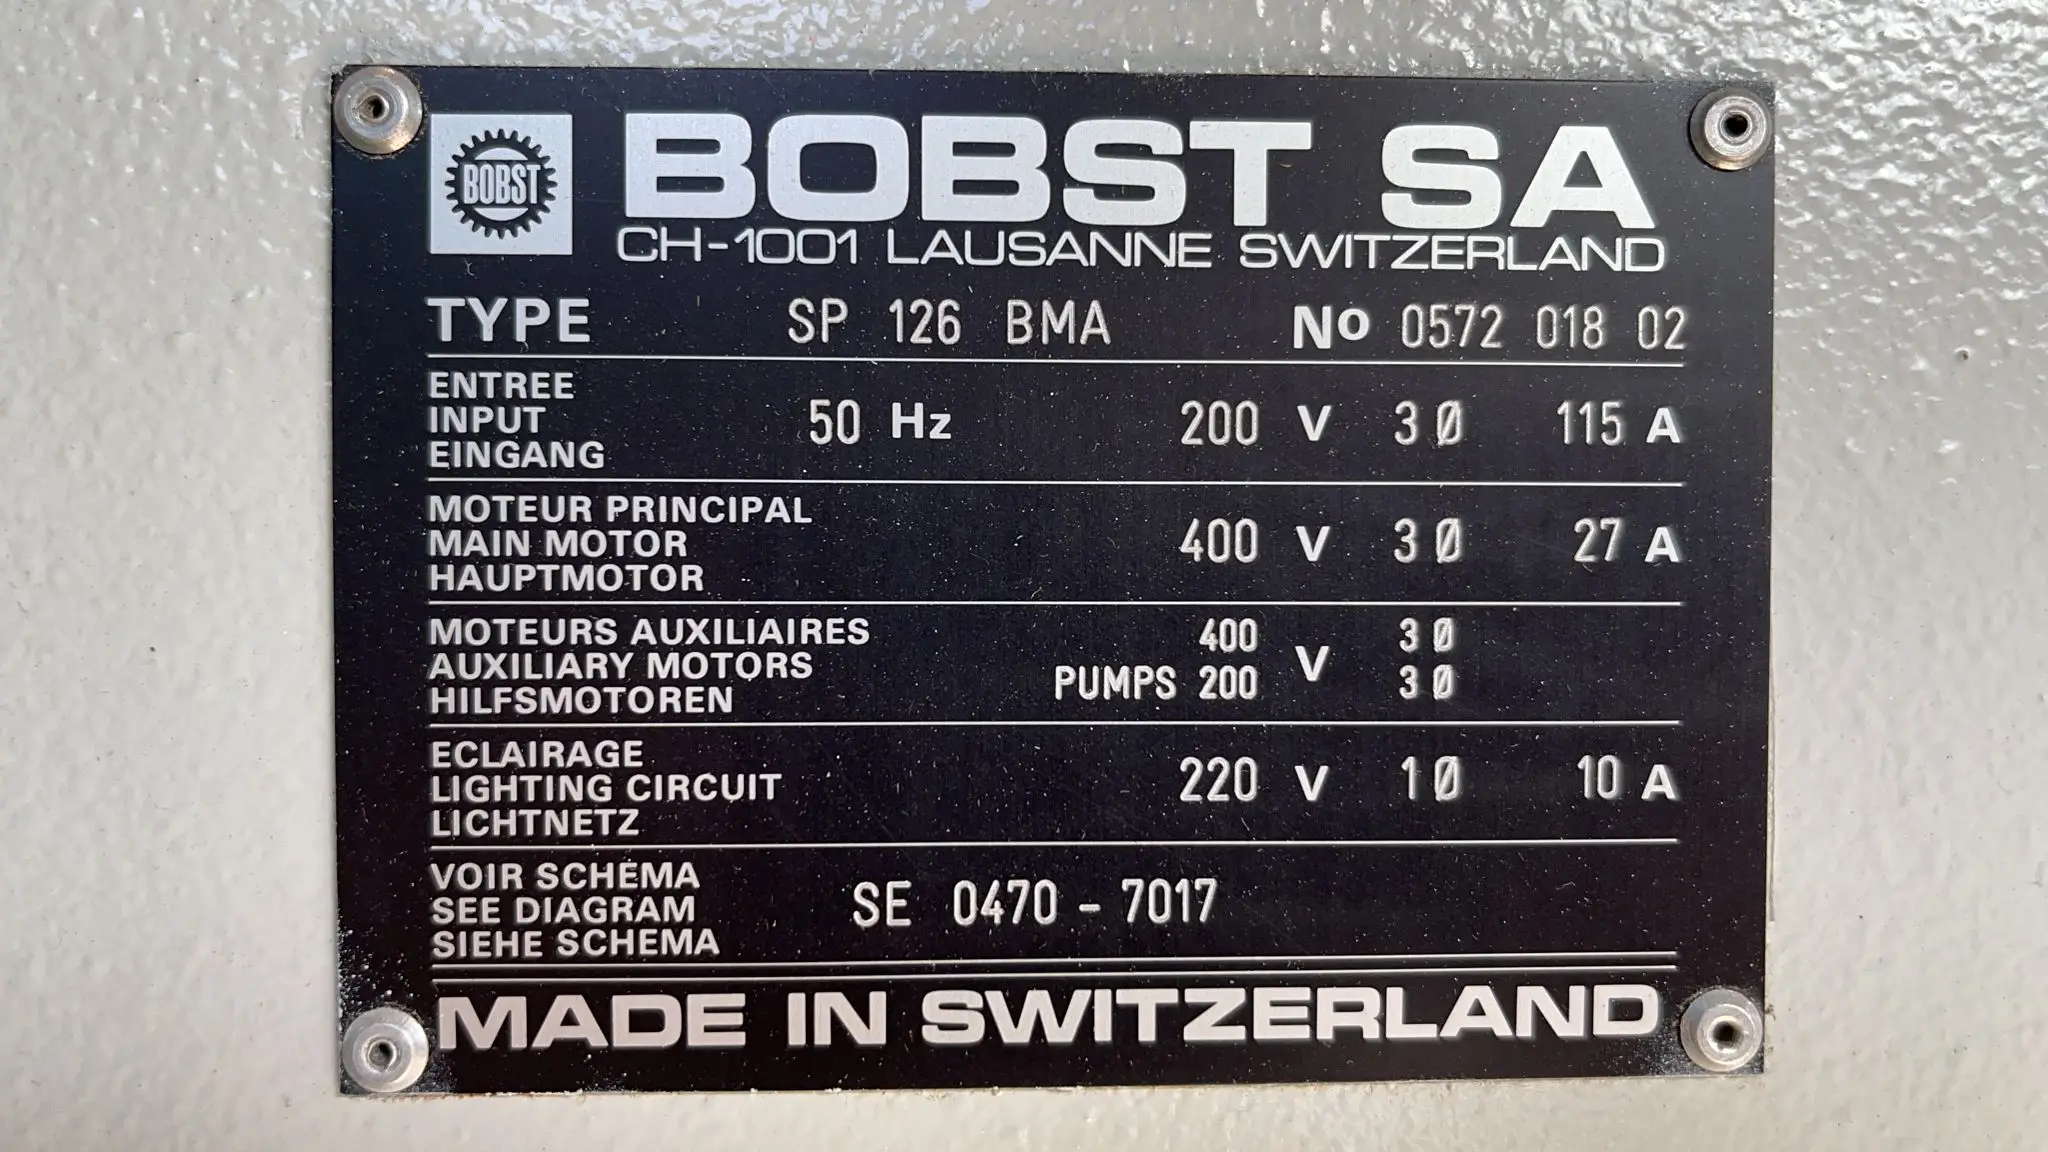 BOBST
BOBST SA
CH-1001 LAUSANNE SWITZERLAND
TYPE SP 126 BMA No 0572 018 02
ENTREE
INPUT 50 Hz 200 V 3 Ø 115 A
EINGANG
MOTEUR PRINCIPAL
MAIN MOTOR 400 V 3 Ø 27 A
HAUPTMOTOR
MOTEURS AUXILIAIRES 400 3 Ø
AUXILIARY MOTORS V
HILFSMOTOREN PUMPS 200 3 Ø
ECLAIRAGE
LIGHTING CIRCUIT 220 V 1 Ø 10 A
LICHTNETZ
VOIR SCHEMA
SEE DIAGRAM SE 0470 - 7017
SIEHE SCHEMA
MADE IN SWITZERLAND